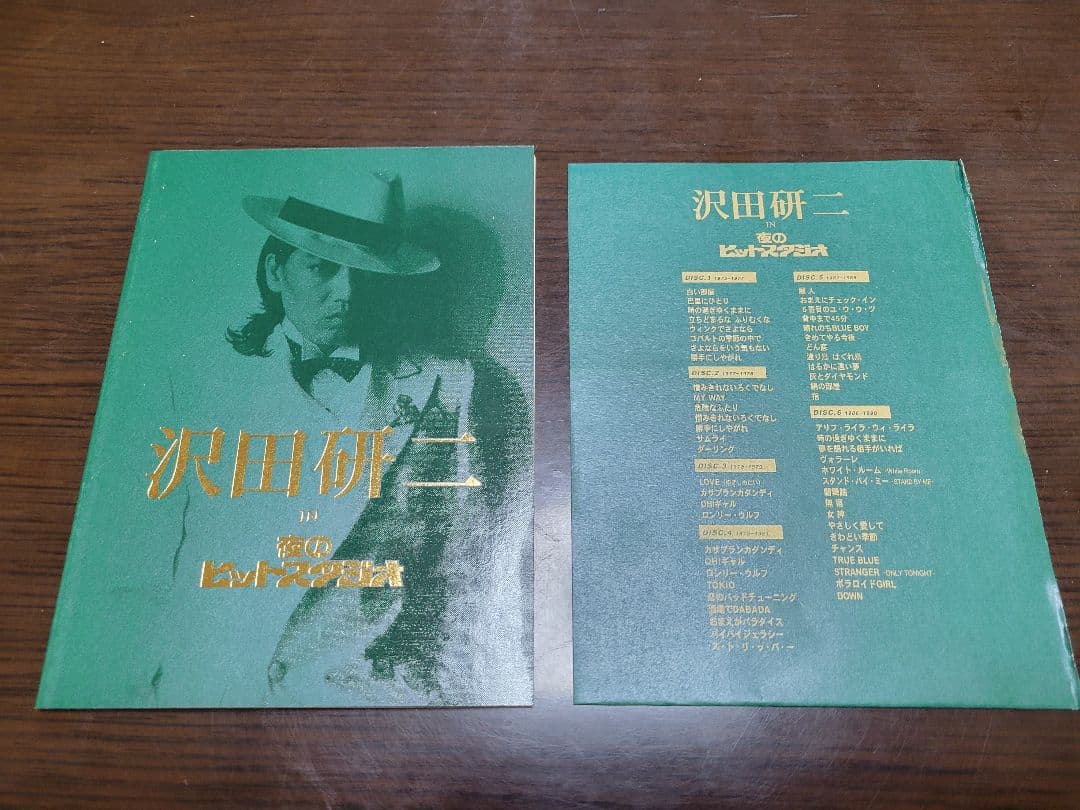 沢田研二
IN
夜の
ヒットスタジオ
沢田研二
IN
夜の
ヒットスタジオ
DISC.1 1975-1977
白い部屋
巴里にひとり
時の過ぎゆくままに
立ちどまるな ふりむくな
ウィンクでさよなら
コバルトの季節の中で
さよならをいう気もない
勝手にしやがれ
DISC.2
憎みきれないろくでなし
MY WAY
危険なふたり
憎みきれないろくでなし
勝手にしやがれ
サムライ
ダーリング
DISC.3
LOVE
カサブランカダンディ
OH!ギャル
ロンリー・ウルフ
DISC.4
カサブランカダンディ
OH!ギャル
ロンリー・ウルフ
TOKIO
恋のバッドチューニング
酒場でDABADA
おまえがパラダイス
バイバイジェラシー
ス・ト・リ・ッ・パ・ー
DISC.5
麗人
おまえにチェック・イン
6番目のユ・ウ・ウ・ツ
背中まで45分
晴れのちBLUE BOY
きめてやる今夜
どん底
渡り鳥 はぐれ鳥
はるかに遠い夢
灰とダイヤモンド
DISC.6 1986-1990
アリフ・ライラ・ウィ・ライラ
時の過ぎゆくままに
夢を語れる相手がいれば
ヴォラーレ
ホワイト・ルーム -White Room-
スタンド・バイ・ミー -STAND BY ME-
無宿
女神
やさしく愛して
きわどい季節
チャンス
TRUE BLUE
STRANGER -ONLY TONIGHT-
ポラロイドGIRL
DOWN